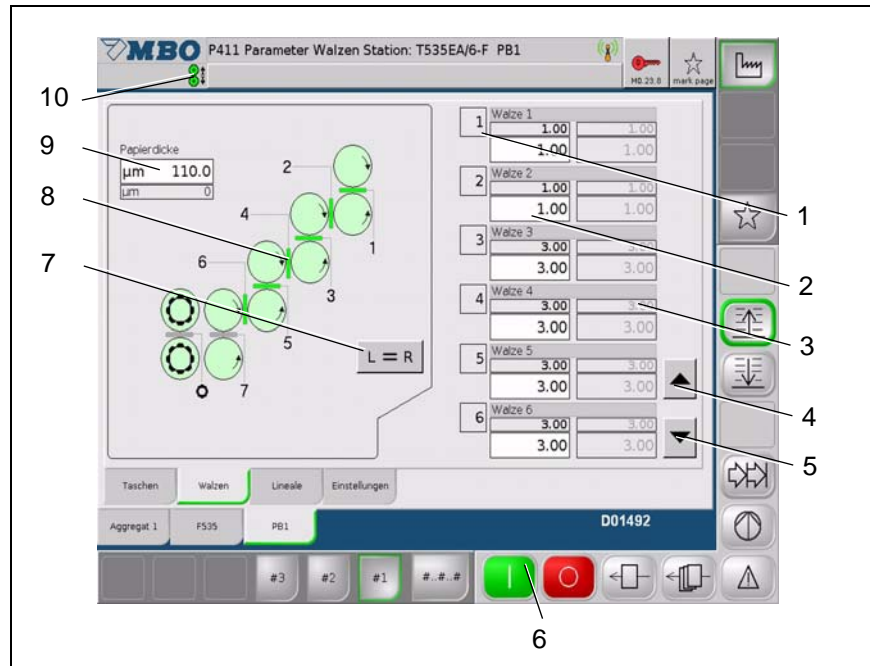 MBO P411 Parameter Walzen Station: T535EA/6-F PB1
M0.23.0 mark page
10
Papierdicke
µm 110.0
µm 0
9
8
7
2
4
6
1
3
5
7
L = R
1 Walze 1
1.00 1.00
1.00 1.00
2 Walze 2
1.00 1.00
1.00 1.00
3 Walze 3
3.00 3.00
3.00 3.00
4 Walze 4
3.00 3.00
3.00 3.00
5 Walze 5
3.00 3.00
3.00 3.00
6 Walze 6
3.00 3.00
3.00 3.00
1
2
3
4
5
Taschen Walzen Lineale Einstellungen
Aggregat 1 F535 PB1 D01492
#3 #2 #1 #..#..#
6